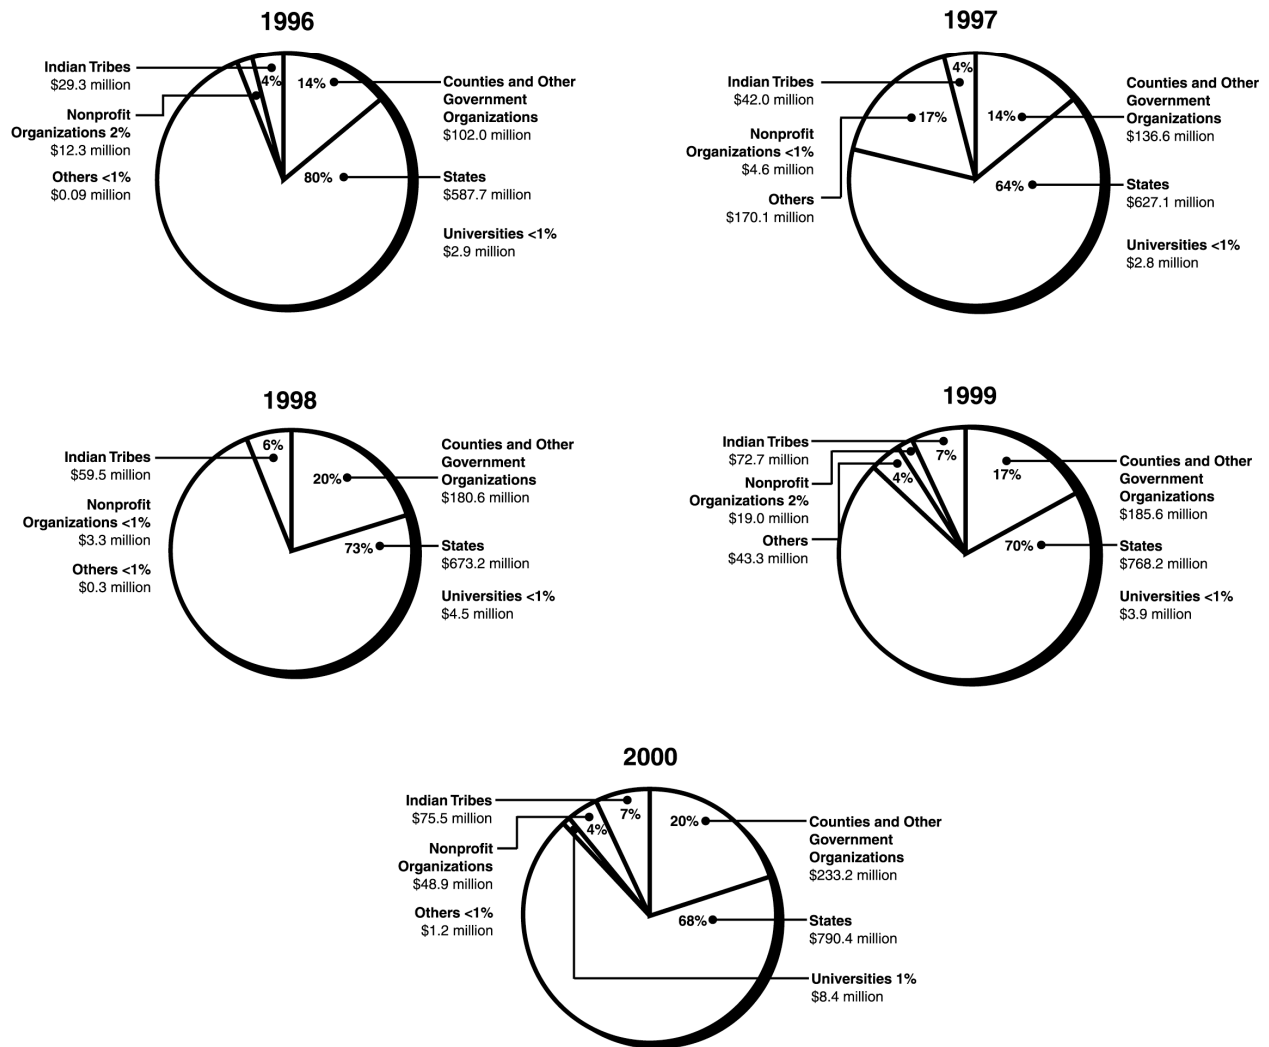 1996
Indian Tribes
$29.3 million
Nonprofit
Organizations 2%
$12.3 million
Others <1%
$0.09 million
4%
14%
80%
Counties and Other
Government
Organizations
$102.0 million
States
$587.7 million
Universities <1%
$2.9 million
1997
Indian Tribes
$42.0 million
Nonprofit
Organizations <1%
$4.6 million
Others
$170.1 million
4%
17%
14%
64%
Counties and Other
Government
Organizations
$136.6 million
States
$627.1 million
Universities <1%
$2.8 million
1998
Indian Tribes
$59.5 million
Nonprofit
Organizations <1%
$3.3 million
Others <1%
$0.3 million
6%
20%
73%
Counties and Other
Government
Organizations
$180.6 million
States
$673.2 million
Universities <1%
$4.5 million
1999
Indian Tribes
$72.7 million
Nonprofit
Organizations 2%
$19.0 million
Others
$43.3 million
7%
4%
17%
70%
Counties and Other
Government
Organizations
$185.6 million
States
$768.2 million
Universities <1%
$3.9 million
2000
Indian Tribes
$75.5 million
Nonprofit
Organizations
$48.9 million
Others <1%
$1.2 million
7%
4%
20%
68%
Counties and Other
Government
Organizations
$233.2 million
States
$790.4 million
Universities 1%
$8.4 million